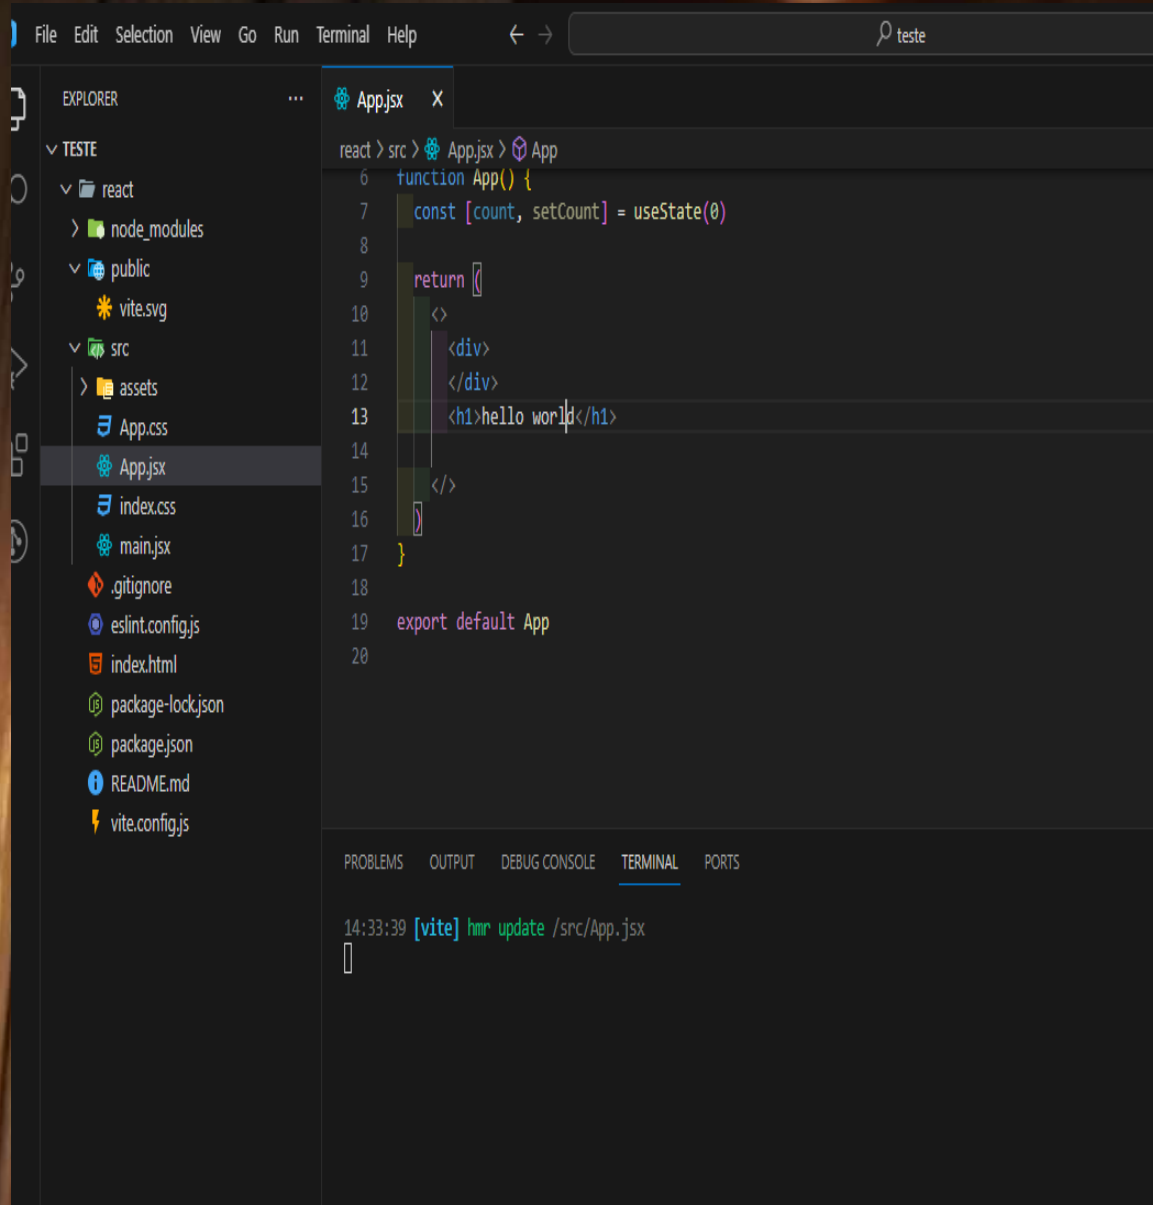 File Edit Selection View Go Run Terminal Help
teste
EXPLORER ...
TESTE
react
node_modules
public
vite.svg
src
assets
App.css
App.jsx
index.css
main.jsx
.gitignore
eslint.config.js
index.html
package-lock.json
package.json
README.md
vite.config.js
App.jsx
react > src > App.jsx > App
6 function App() {
7 const [count, setCount] = useState(0)
8
9 return (
10 <>
11 <div>
12 </div>
13 <h1>hello world</h1>
14
15 </>
16 )
17 }
18
19 export default App
20
PROBLEMS OUTPUT DEBUG CONSOLE TERMINAL PORTS
14:33:39 [vite] hmr update /src/App.jsx